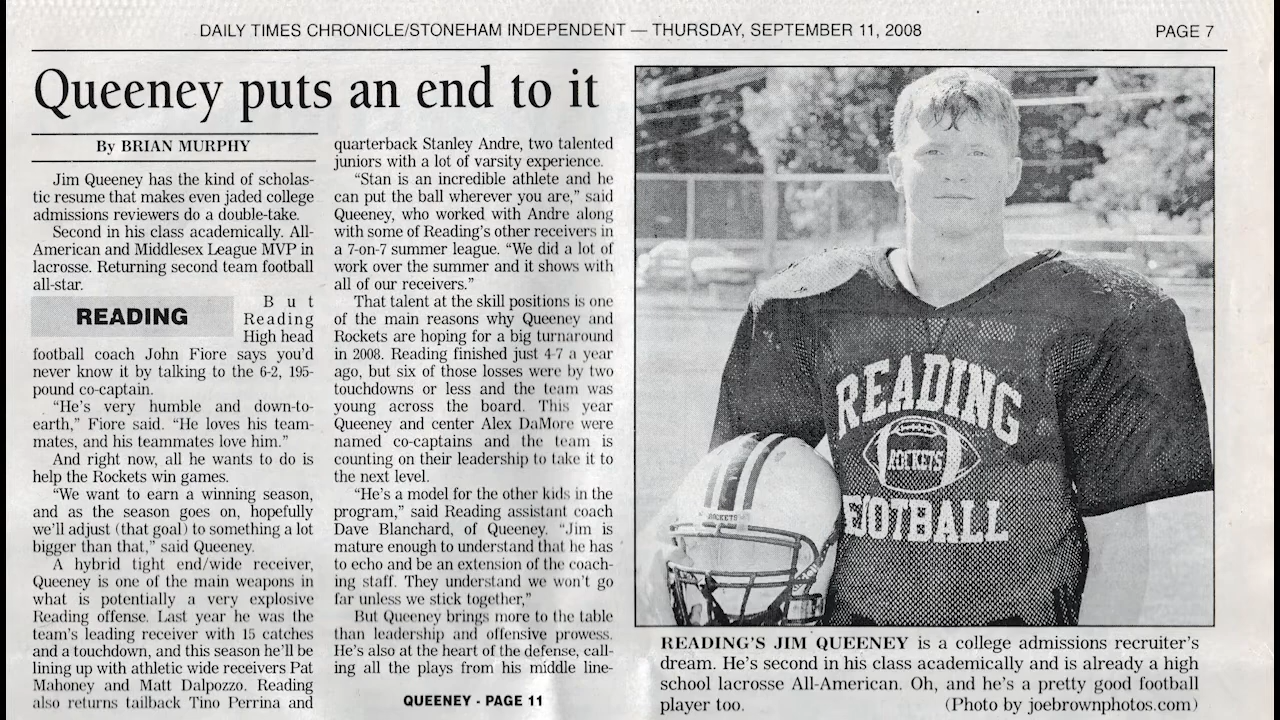 DAILY TIMES CHRONICLE/STONEHAM INDEPENDENT — THURSDAY, SEPTEMBER 11, 2008
PAGE 7
Queeney puts an end to it
By BRIAN MURPHY
Jim Queeney has the kind of scholas-
tic resume that makes even jaded college
admissions reviewers do a double-take.
Second in his class academically. All-
American and Middlesex League MVP in
lacrosse. Returning second team football
all-star.
READING
But
Reading
High head
football coach John Fiore says you’d
never know it by talking to the 6-2, 195-
pound co-captain.
“He’s very humble and down-to-
earth,” Fiore said. “He loves his team-
mates, and his teammates love him.”
And right now, all he wants to do is
help the Rockets win games.
“We want to earn a winning season,
and as the season goes on, hopefully
we’ll adjust (that goal) to something a lot
bigger than that,” said Queeney.
A hybrid tight end/wide receiver,
Queeney is one of the main weapons in
what is potentially a very explosive
Reading offense. Last year he was the
team’s leading receiver with 15 catches
and a touchdown, and this season he’ll be
lining up with athletic wide receivers Pat
Mahoney and Matt Dalpozzo. Reading
also returns tailback Tino Perrina and
quarterback Stanley Andre, two talented
juniors with a lot of varsity experience.
“Stan is an incredible athlete and he
can put the ball wherever you are,” said
Queeney, who worked with Andre along
with some of Reading’s other receivers in
a 7-on-7 summer league. “We did a lot of
work over the summer and it shows with
all of our receivers.”
That talent at the skill positions is one
of the main reasons why Queeney and
Rockets are hoping for a big turnaround
in 2008. Reading finished just 4-7 a year
ago, but six of those losses were by two
touchdowns or less and the team was
young across the board. This year
Queeney and center Alex DaMore were
named co-captains and the team is
counting on their leadership to take it to
the next level.
“He’s a model for the other kids in the
program,” said Reading assistant coach
Dave Blanchard, of Queeney. “Jim is
mature enough to understand that he has
to echo and be an extension of the coach-
ing staff. They understand we won’t go
far unless we stick together,”
But Queeney brings more to the table
than leadership and offensive prowess.
He’s also at the heart of the defense, call-
ing all the plays from his middle line-
QUEENEY - PAGE 11
READING
ROCKETS
FOOTBALL
ROCKETS
READING’S JIM QUEENEY is a college admissions recruiter’s
dream. He’s second in his class academically and is already a high
school lacrosse All-American. Oh, and he’s a pretty good football
player too. (Photo by joebrownphotos.com)